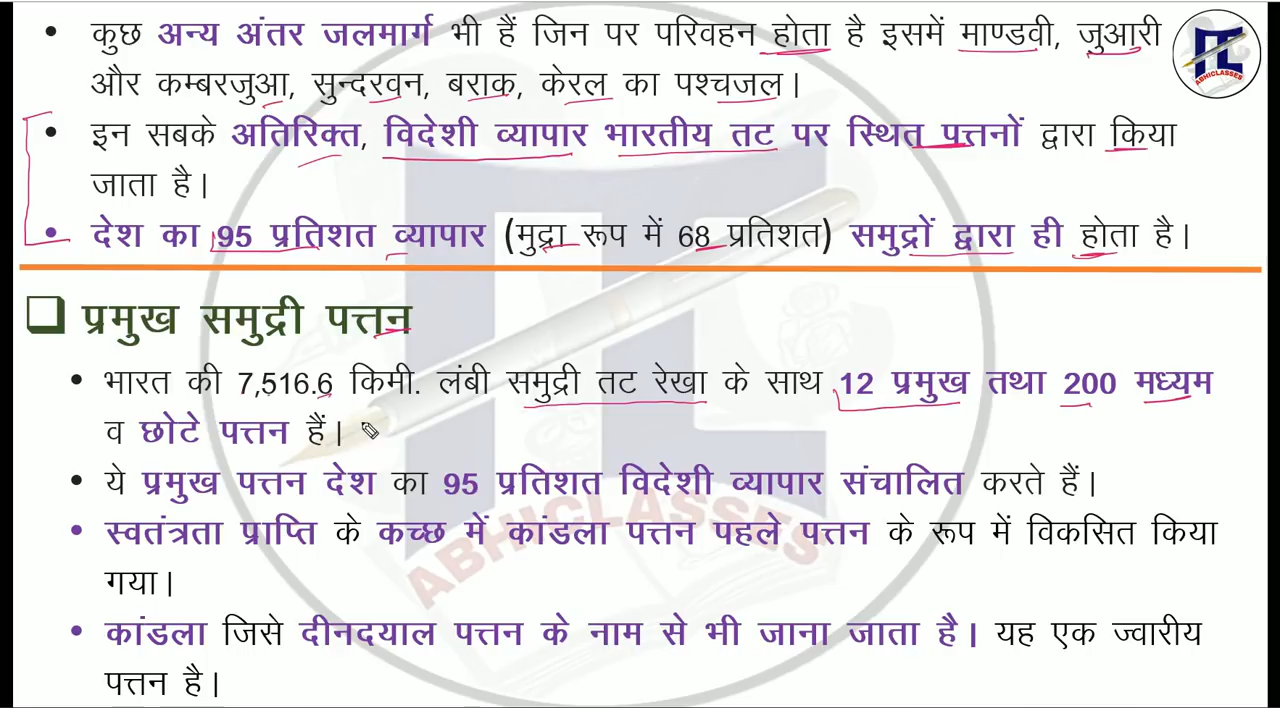 कुछ अन्य अंतर जलमार्ग भी हैं जिन पर परिवहन होता है इसमें माण्डवी, जुआरी
और कम्बरजुआ, सुन्दरवन, बराक, केरल का पश्चजल।
इन सबके अतिरिक्त, विदेशी व्यापार भारतीय तट पर स्थित पत्तनों द्वारा किया
जाता है।
देश का 95 प्रतिशत व्यापार (मुद्रा रूप में 68 प्रतिशत) समुद्रों द्वारा ही होता है।
प्रमुख समुद्री पत्तन
भारत की 7,516.6 किमी. लंबी समुद्री तट रेखा के साथ 12 प्रमुख तथा 200 मध्यम
व छोटे पत्तन हैं।
ये प्रमुख पत्तन देश का 95 प्रतिशत विदेशी व्यापार संचालित करते हैं।
स्वतंत्रता प्राप्ति के कच्छ में कांडला पत्तन पहले पत्तन के रूप में विकसित किया
गया।
कांडला जिसे दीनदयाल पत्तन के नाम से भी जाना जाता है। यह एक ज्वारीय
पत्तन है।
ABHICLASSES
ABHICLASSES